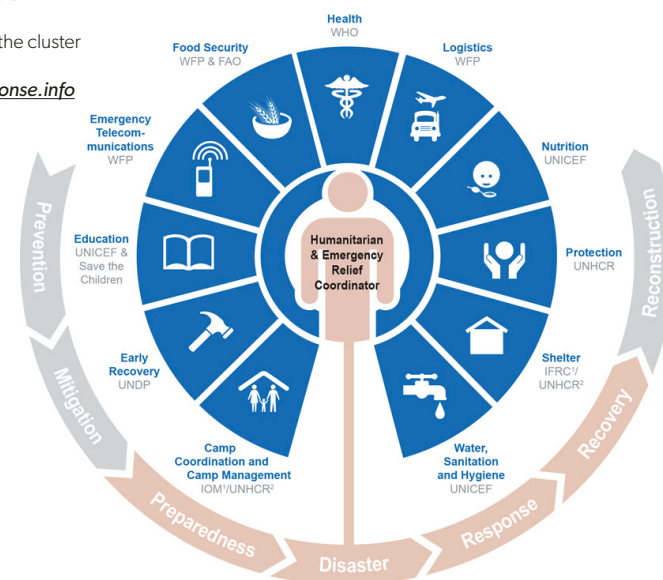 the cluster
onse.info
Health
WHO
Food Security
WFP & FAO
Logistics
WFP
Emergency
Telecom-
munications
WFP
Nutrition
UNICEF
Education
UNICEF &
Save the
Children
Humanitarian
& Emergency
Relief
Coordinator
Protection
UNHCR
Early
Recovery
UNDP
Shelter
IFRC¹/
UNHCR²
Camp
Coordination and
Camp Management
IOM¹/UNHCR²
Water,
Sanitation
and Hygiene
UNICEF
Prevention
Mitigation
Preparedness
Disaster
Response
Recovery
Reconstruction